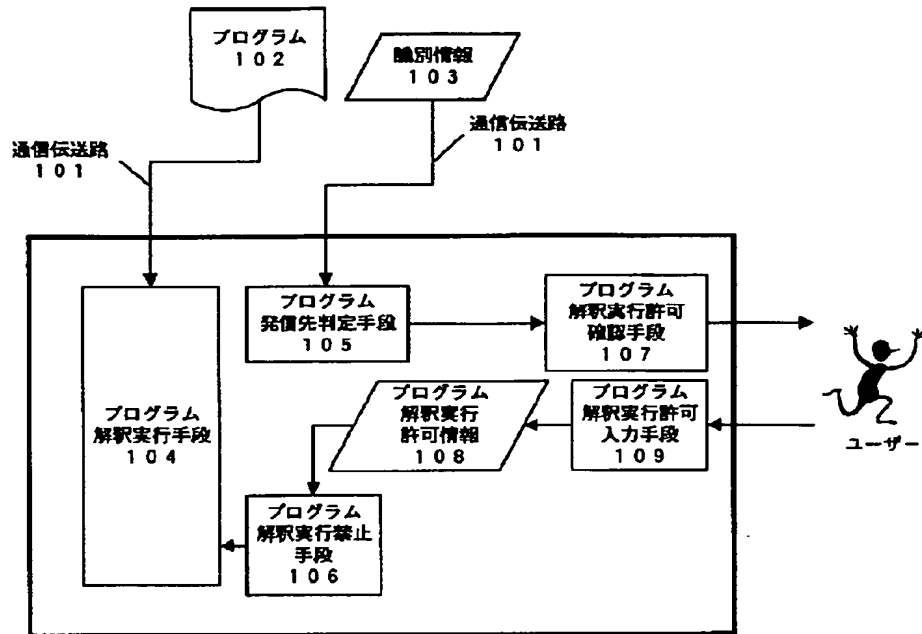 プログラム
102
識別情報
103
通信伝送路
101
通信伝送路
101
プログラム
解釈実行手段
104
プログラム
発信先判定手段
105
プログラム
解釈実行許可
確認手段
107
プログラム
解釈実行
許可情報
108
プログラム
解釈実行許可
入力手段
109
プログラム
解釈実行禁止
手段
106
ユーザー